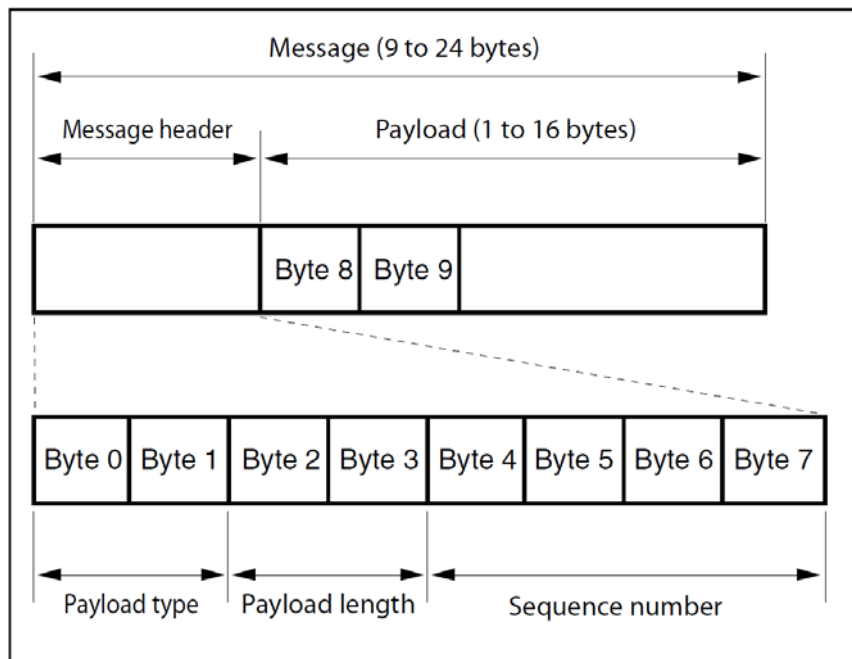 Message (9 to 24 bytes)
Message header
Payload (1 to 16 bytes)
Byte 8
Byte 9
Byte 0
Byte 1
Byte 2
Byte 3
Byte 4
Byte 5
Byte 6
Byte 7
Payload type
Payload length
Sequence number